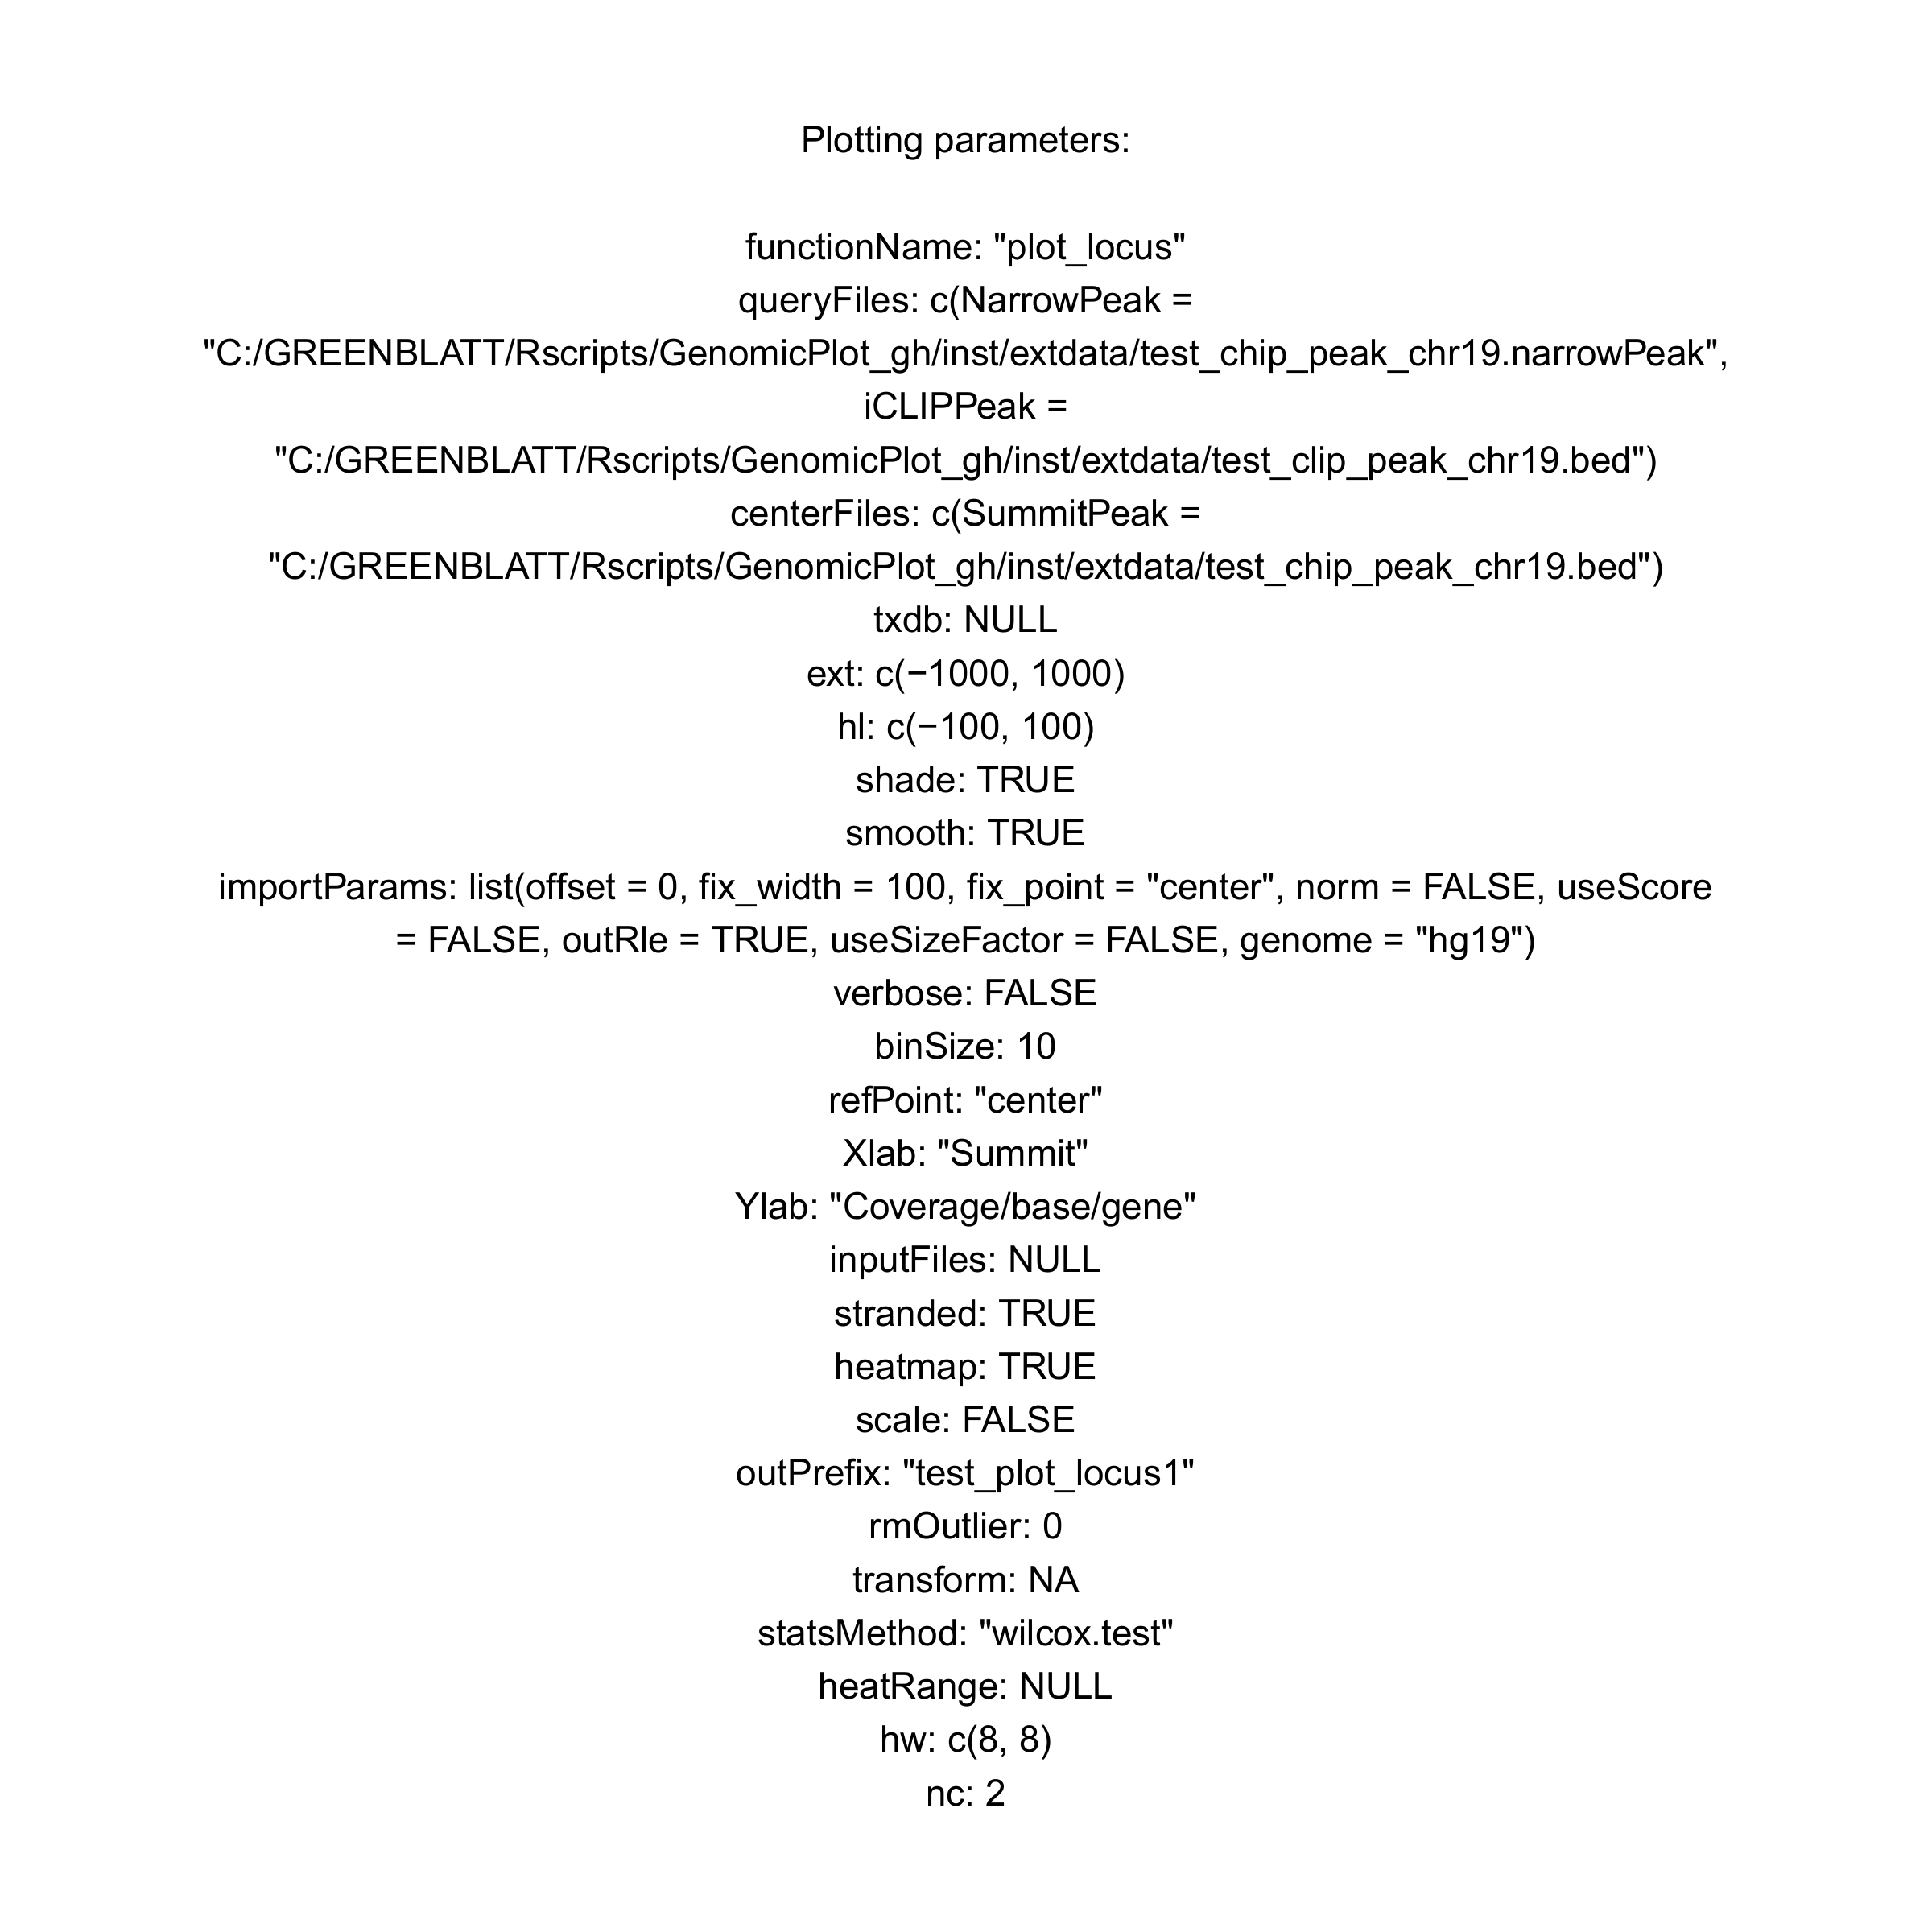 Plotting parameters:
functionName: "plot_locus"
queryFiles: c(NarrowPeak =
"C:/GREENBLATT/Rscripts/GenomicPlot_gh/inst/extdata/test_chip_peak_chr19.narrowPeak",
iCLIPPeak =
"C:/GREENBLATT/Rscripts/GenomicPlot_gh/inst/extdata/test_clip_peak_chr19.bed")
centerFiles: c(SummitPeak =
"C:/GREENBLATT/Rscripts/GenomicPlot_gh/inst/extdata/test_chip_peak_chr19.bed")
txdb: NULL
ext: c(−1000, 1000)
hl: c(−100, 100)
shade: TRUE
smooth: TRUE
importParams: list(offset = 0, fix_width = 100, fix_point = "center", norm = FALSE, useScore
= FALSE, outRle = TRUE, useSizeFactor = FALSE, genome = "hg19")
verbose: FALSE
binSize: 10
refPoint: "center"
Xlab: "Summit"
Ylab: "Coverage/base/gene"
inputFiles: NULL
stranded: TRUE
heatmap: TRUE
scale: FALSE
outPrefix: "test_plot_locus1"
rmOutlier: 0
transform: NA
statsMethod: "wilcox.test"
heatRange: NULL
hw: c(8, 8)
nc: 2